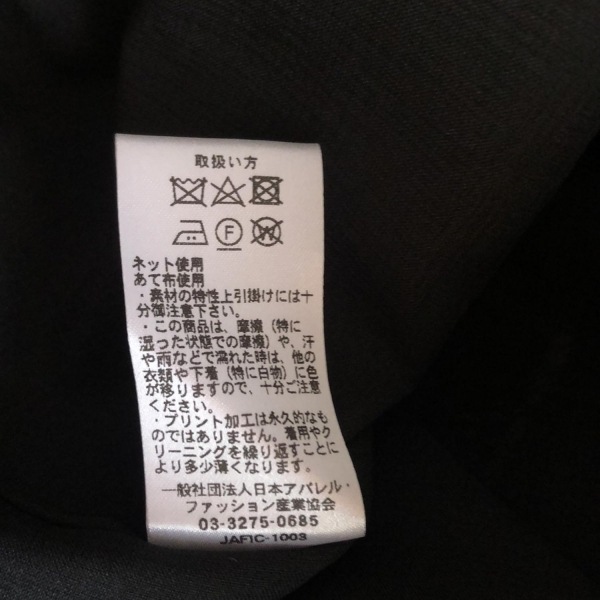 取扱い方
F W
ネット使用
あて布使用
・素材の特性上引掛けには十
分御注意下さい。
・この商品は、摩擦（特に
湿った状態での摩擦）や、汗
や雨などで濡れた時は、他の
衣類や下着（特に白物）に色
が移りますので、十分ご注意
ください。
・プリント加工は永久的なも
のではありません。着用やク
リーニングを繰り返すことに
より多少薄くなります。
一般社団法人日本アパレル・
ファッション産業協会
03-3275-0685
JAFIC-1003